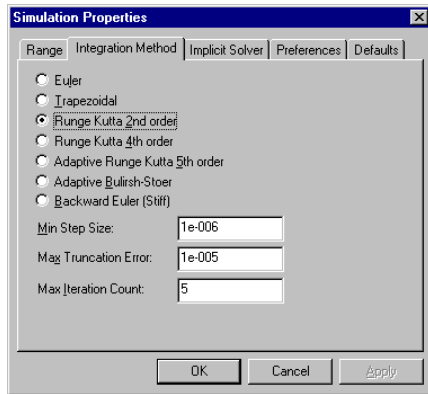 Simulation Properties
Range Integration Method Implicit Solver Preferences Defaults
Euler
Trapezoidal
Runge Kutta 2nd order
Runge Kutta 4th order
Adaptive Runge Kutta 5th order
Adaptive Bulirsh-Stoer
Backward Euler (Stiff)
Min Step Size: 1e-006
Max Truncation Error: 1e-005
Max Iteration Count: 5
OK Cancel Apply